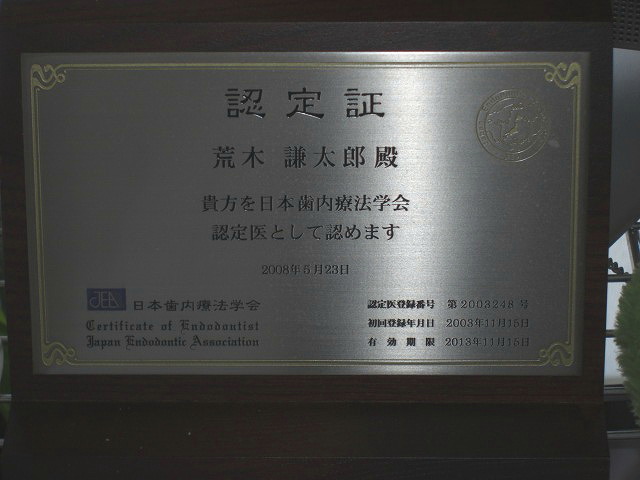 認定証
荒木 謙太郎 殿
貴方を日本歯内療法学会
認定医として認めます
2008年5月23日
JEA 日本歯内療法学会
Certificate of Endodontist
Japan Endodontic Association
認定医登録番号 第2003248号
初回登録年月日 2003年11月15日
有効期限 2013年11月15日